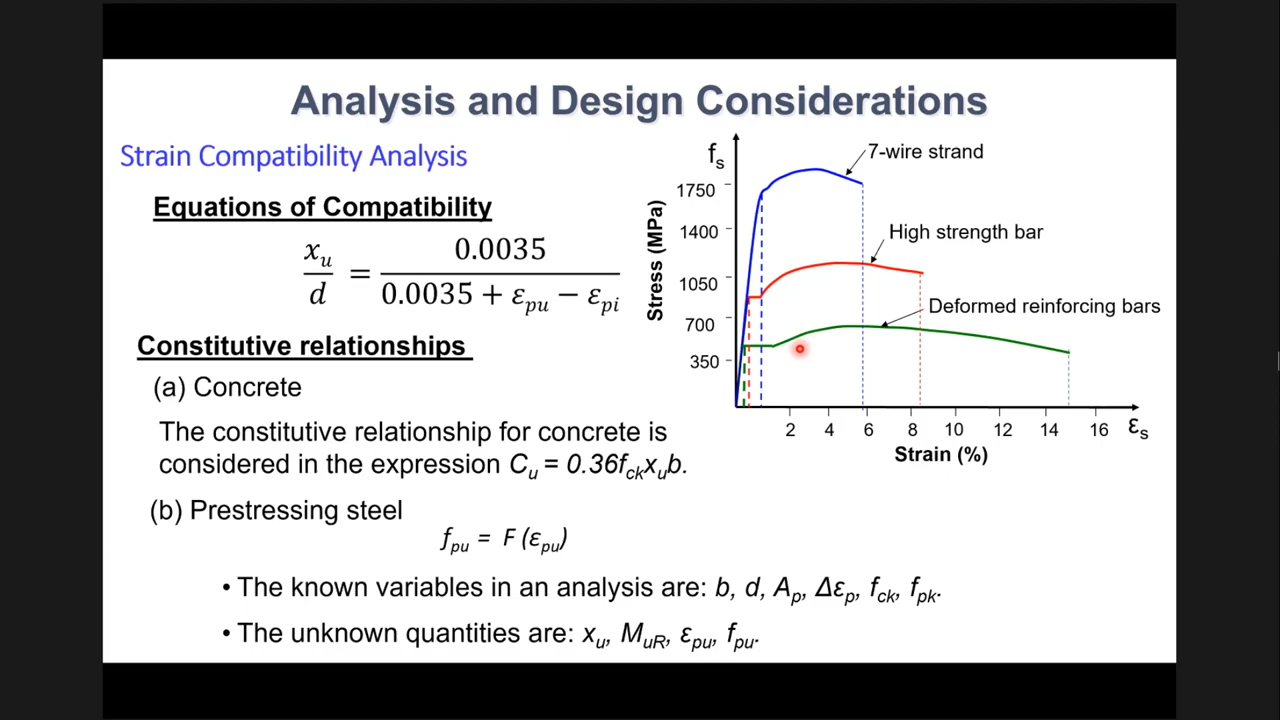 Analysis and Design Considerations
Strain Compatibility Analysis
Equations of Compatibility
x_u / d = 0.0035 / (0.0035 + ε_pu − ε_pi)
Constitutive relationships
(a) Concrete
The constitutive relationship for concrete is
considered in the expression C_u = 0.36f_ck x_u b.
(b) Prestressing steel
f_pu = F (ε_pu)
• The known variables in an analysis are: b, d, A_p, Δε_p, f_ck, f_pk.
• The unknown quantities are: x_u, M_uR, ε_pu, f_pu.
f_s
Stress (MPa)
1750
1400
1050
700
350
7-wire strand
High strength bar
Deformed reinforcing bars
2 4 6 8 10 12 14 16 ε_s
Strain (%)